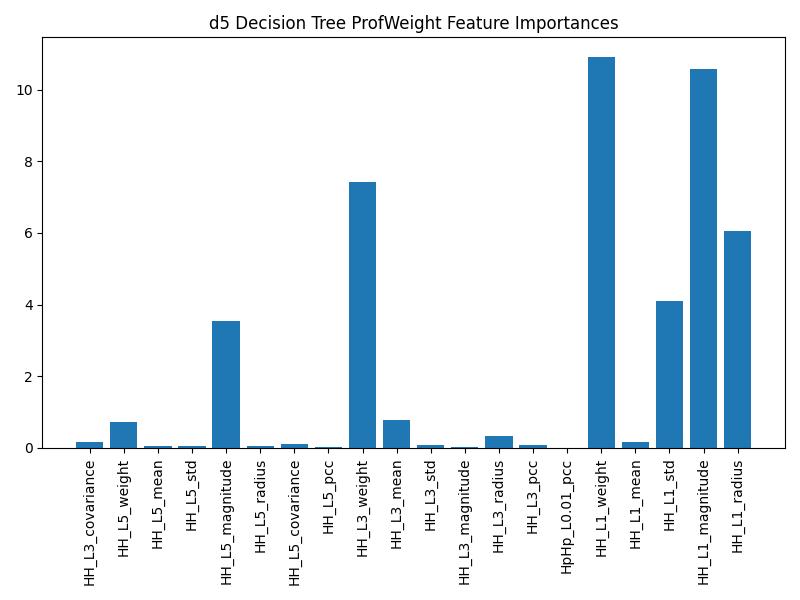 d5 Decision Tree ProfWeight Feature Importances
10
8
6
4
2
0
HH_L3_covariance
HH_L5_weight
HH_L5_mean
HH_L5_std
HH_L5_magnitude
HH_L5_radius
HH_L5_covariance
HH_L5_pcc
HH_L3_weight
HH_L3_mean
HH_L3_std
HH_L3_magnitude
HH_L3_radius
HH_L3_pcc
HpHp_L0.01_pcc
HH_L1_weight
HH_L1_mean
HH_L1_std
HH_L1_magnitude
HH_L1_radius